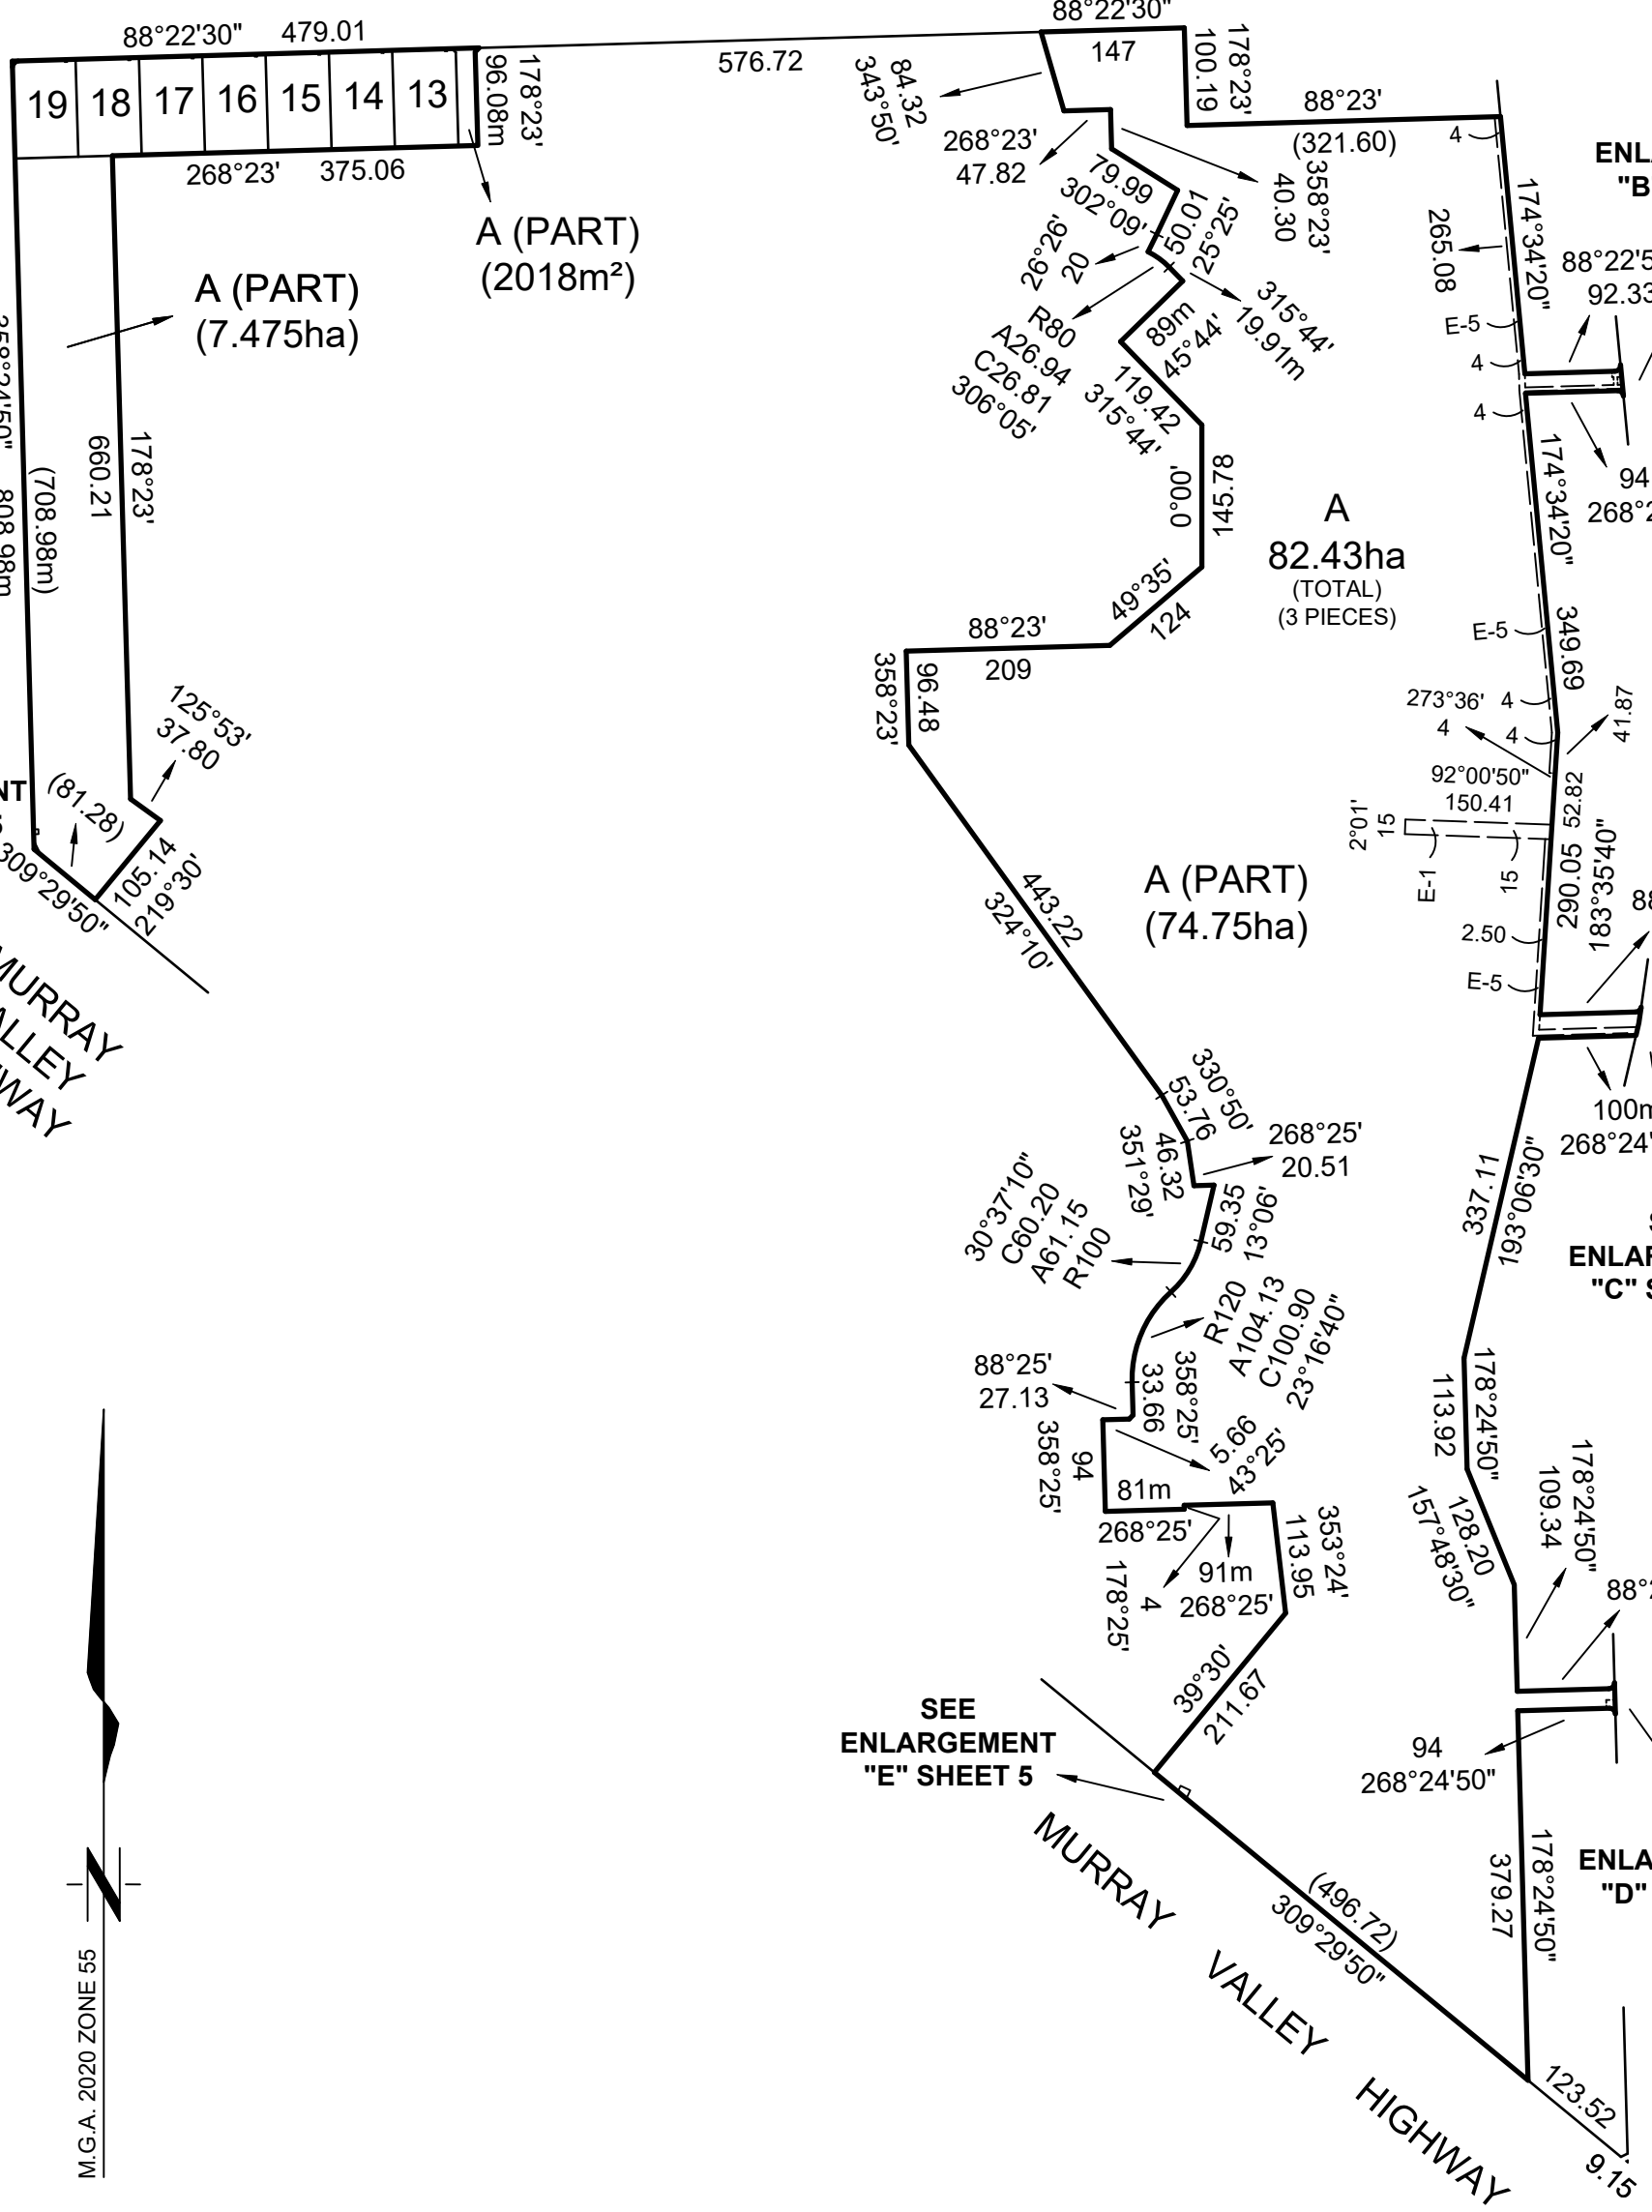 88°22'30" 479.01
19 18 17 16 15 14 13
178°23'
96.08m
268°23' 375.06
576.72
88°22'30"
147
178°23'
100.19
84.32
343°50'
268°23'
47.82
88°23'
(321.60)
358°23'
40.30
79.99
302°09'
50.01
25°25'
26°26'
20
R80
A26.94
C26.81
306°05'
315°44'
19.91m
89m
45°44'
119.42
315°44'
145.78
0°00'
49°35'
124
88°23'
209
358°23'
96.48
A (PART)
(2018m²)
A (PART)
(7.475ha)
808.98m
(708.98m)
660.21
178°23'
125°53'
37.80
(81.28)
105.14
219°30'
309°29'50"
MURRAY
A
82.43ha
(TOTAL)
(3 PIECES)
4
174°34'20"
265.08
E-5
4
4
"B
92.33
94
174°34'20"
349.69
E-5
4
4
273°36'
4
41.87
92°00'50"
150.41
2°01'
15
E-1
15
52.82
290.05
183°35'40"
2.50
E-5
A (PART)
(74.75ha)
443.22
324°10'
330°50'
53.76
46.32
351°29'
268°25'
20.51
59.35
13°06'
30°37'10"
C60.20
A61.15
R100
R120
A104.13
C100.90
23°16'40"
88°25'
27.13
358°25'
33.66
5.66
43°25'
358°25'
94
81m
268°25'
178°25'
4
91m
268°25'
353°24'
113.95
39°30'
211.67
100m
268°24'
337.11
193°06'30"
"C" S
178°24'50"
113.92
128.20
157°48'30"
178°24'50"
109.34
94
268°24'50"
178°24'50"
379.27
"D"
SEE
ENLARGEMENT
"E" SHEET 5
(496.72)
309°29'50"
MURRAY VALLEY HIGHWAY
123.52
9.15
M.G.A. 2020 ZONE 55